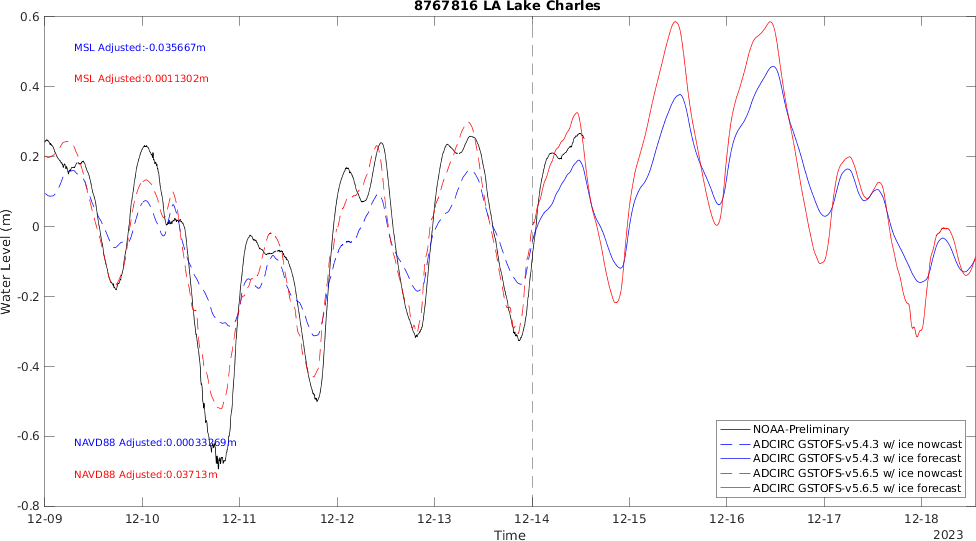 8767816 LA Lake Charles
Water Level (m)
0.6
0.4
0.2
0
-0.2
-0.4
-0.6
-0.8
MSL Adjusted:-0.035667m
MSL Adjusted:0.0011302m
NAVD88 Adjusted:0.00033269m
NAVD88 Adjusted:0.03713m
NOAA-Preliminary
ADCIRC GSTOFS-v5.4.3 w/ ice nowcast
ADCIRC GSTOFS-v5.4.3 w/ ice forecast
ADCIRC GSTOFS-v5.6.5 w/ ice nowcast
ADCIRC GSTOFS-v5.6.5 w/ ice forecast
12-09 12-10 12-11 12-12 12-13 12-14 12-15 12-16 12-17 12-18
Time
2023